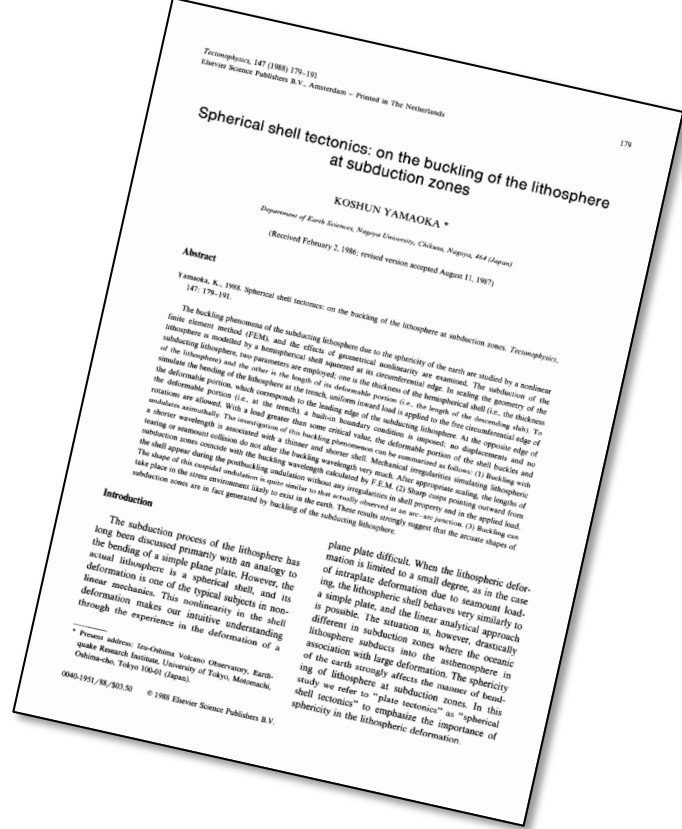 Tectonophysics, 147 (1988) 179–191
Elsevier Science Publishers B.V., Amsterdam – Printed in The Netherlands
179
Spherical shell tectonics: on the buckling of the lithosphere
at subduction zones
KOSHUN YAMAOKA *
Department of Earth Sciences, Nagoya University, Chikusa, Nagoya, 464 (Japan)
(Received February 2, 1986; revised version accepted August 11, 1987)
Abstract
Yamaoka, K., 1988. Spherical shell tectonics: on the buckling of the lithosphere at subduction zones. Tectonophysics,
147: 179–191.
The buckling phenomena of the subducting lithosphere due to the sphericity of the earth are studied by a nonlinear
finite element method (FEM), and the effects of geometrical nonlinearity are examined. The subduction of the
lithosphere is modelled by a hemispherical shell squeezed at its circumferential edge. In scaling the geometry of the
subducting lithosphere, two parameters are employed; one is the thickness of the hemispherical shell (i.e., the thickness
of the lithosphere) and the other is the length of its deformable portion (i.e., the length of the descending slab). To
simulate the bending of the lithosphere at the trench, uniform inward load is applied to the free circumferential edge of
the deformable portion, which corresponds to the leading edge of the subducting lithosphere. At the opposite edge of
the deformable portion (i.e., at the trench), a built-in boundary condition is imposed; no displacements and no
rotations are allowed. With a load greater than some critical value, the deformable portion of the shell buckles and
undulates azimuthally. The investigation of this buckling phenomenon can be summarized as follows: (1) Buckling with
a shorter wavelength is associated with a thinner and shorter shell. Mechanical irregularities simulating lithospheric
tearing or seamount collision do not alter the buckling wavelength very much. After appropriate scaling, the lengths of
subduction zones coincide with the buckling wavelength calculated by F.E.M. (2) Sharp cusps pointing outward from
the shell appear during the postbuckling undulation without any irregularities in shell property and in the applied load.
The shape of this cuspidal undulation is quite similar to that actually observed at an arc–arc junction. (3) Buckling can
take place in the stress environment likely to exist in the earth. These results strongly suggest that the arcuate shapes of
subduction zones are in fact generated by buckling of the subducting lithosphere.
Introduction
The subduction process of the lithosphere has
long been discussed primarily with an analogy to
the bending of a simple plane plate. However, the
actual lithosphere is a spherical shell, and its
deformation is one of the typical subjects in non-
linear mechanics. This nonlinearity in the shell
deformation makes our intuitive understanding
through the experience in the deformation of a
* Present address: Izu-Oshima Volcano Observatory, Earth-
quake Research Institute, University of Tokyo, Motomachi,
Oshima-cho, Tokyo 100-01 (Japan).
0040-1951/88/$03.50 © 1988 Elsevier Science Publishers B.V.
plane plate difficult. When the lithospheric defor-
mation is limited to a small degree, as in the case
of intraplate deformation due to seamount load-
ing, the lithospheric shell behaves very similarly to
a simple plate, and the linear analytical approach
is possible. The situation is, however, drastically
different in subduction zones where the oceanic
lithosphere subducts into the asthenosphere in
association with large deformation. The sphericity
of the earth strongly affects the manner of bend-
ing of lithosphere at subduction zones. In this
study we refer to "plate tectonics" as "spherical
shell tectonics" to emphasize the importance of
sphericity in the lithospheric deformation.